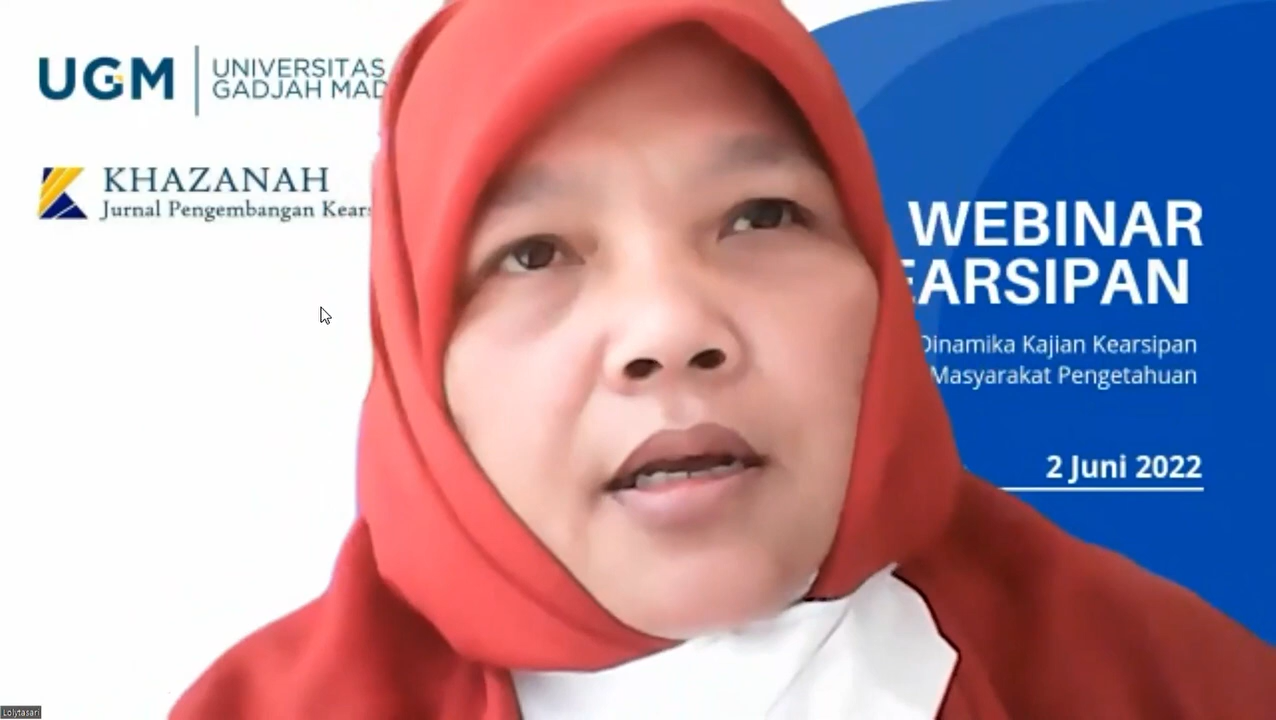 UGM
UNIVERSITAS
GADJAH MAD
KHAZANAH
Jurnal Pengembangan Kears
WEBINAR
EARSIPAN
Dinamika Kajian Kearsipan
Masyarakat Pengetahuan
2 Juni 2022
Lolytasari